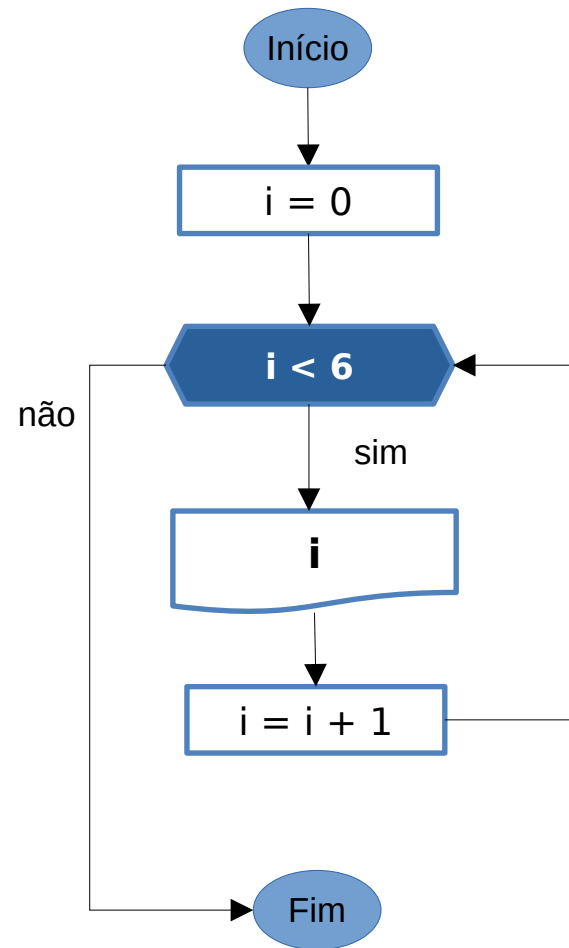 Início
i = 0
i < 6
não
sim
i
i = i + 1
Fim